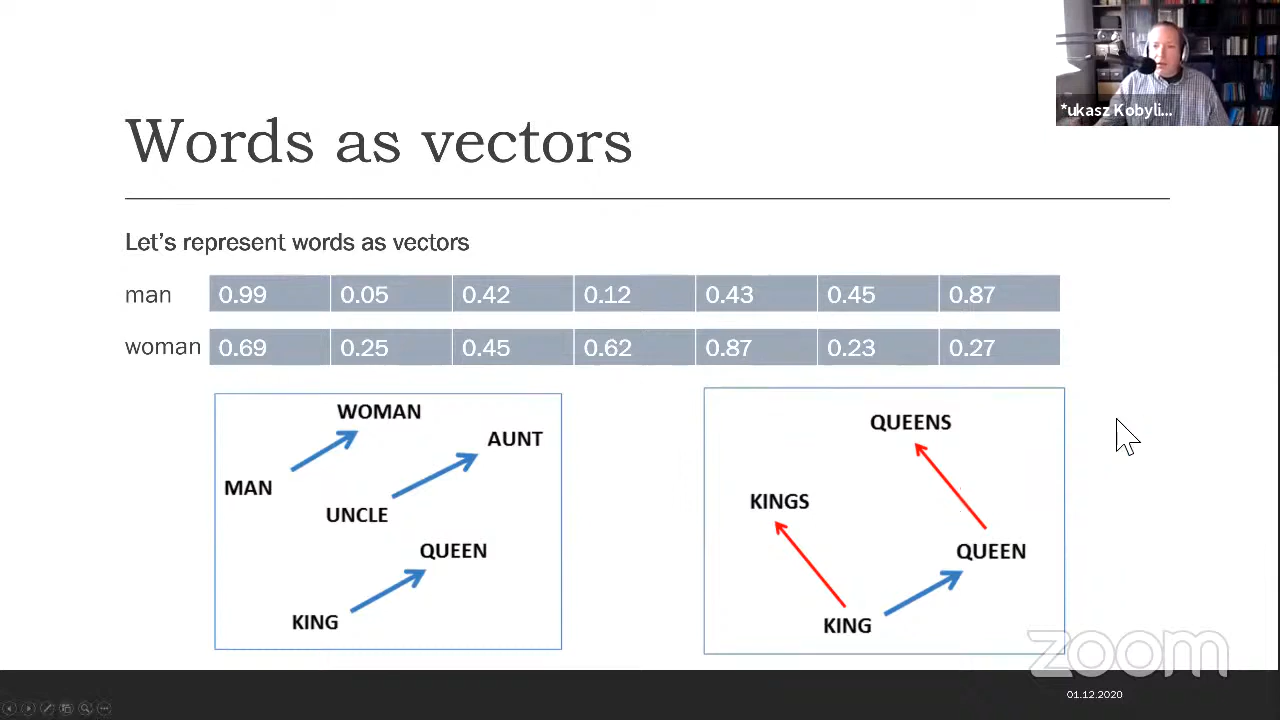 *ukasz Kobyli...
Words as vectors
Let's represent words as vectors
man 0.99 0.05 0.42 0.12 0.43 0.45 0.87
woman 0.69 0.25 0.45 0.62 0.87 0.23 0.27
WOMAN
AUNT
MAN
UNCLE
QUEEN
KING
QUEENS
KINGS
QUEEN
KING
zoom
01.12.2020